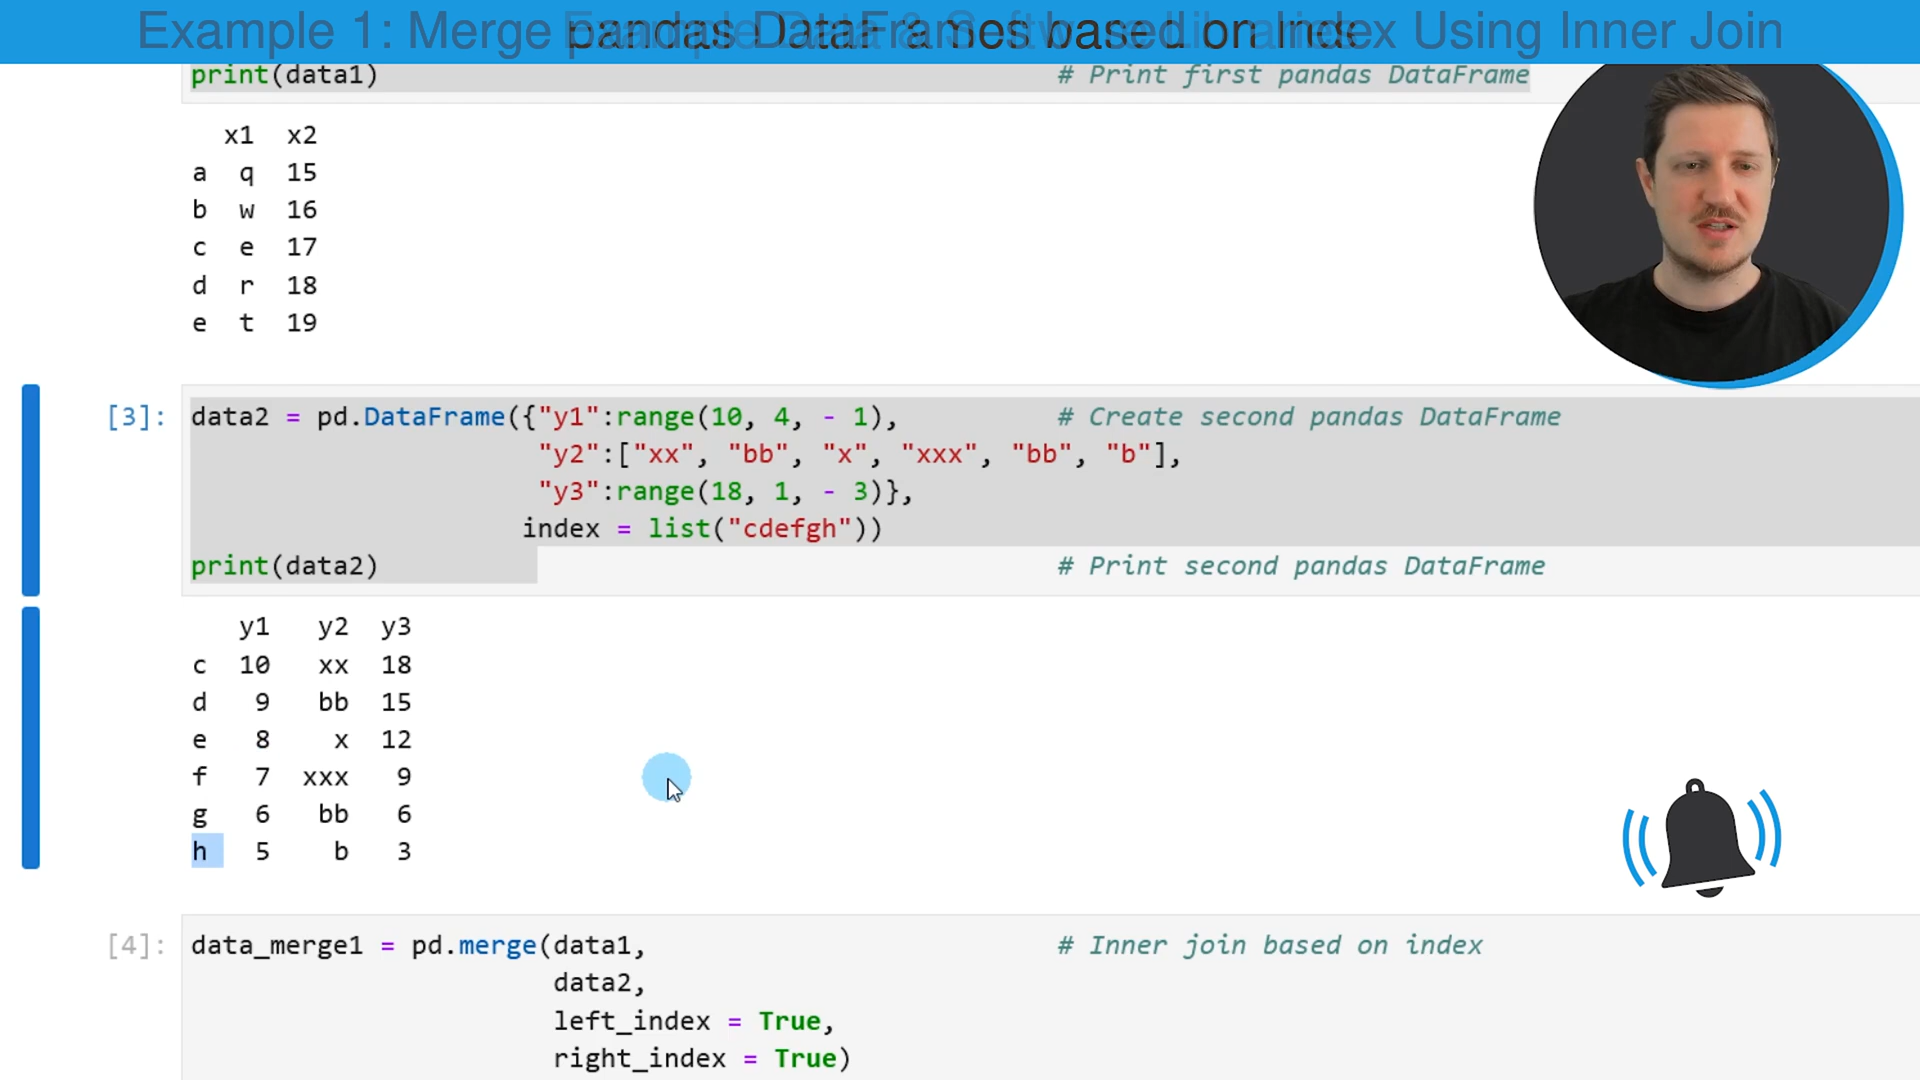 Example 1: Merge pandas DataFrames based on Index Using Inner Join
print(data1) # Print first pandas DataFrame
x1 x2
a q 15
b w 16
c e 17
d r 18
e t 19
[3]: data2 = pd.DataFrame({"y1":range(10, 4, - 1), # Create second pandas DataFrame
"y2":["xx", "bb", "x", "xxx", "bb", "b"],
"y3":range(18, 1, - 3)},
index = list("cdefgh"))
print(data2) # Print second pandas DataFrame
y1 y2 y3
c 10 xx 18
d 9 bb 15
e 8 x 12
f 7 xxx 9
g 6 bb 6
h 5 b 3
[4]: data_merge1 = pd.merge(data1, # Inner join based on index
data2,
left_index = True,
right_index = True)